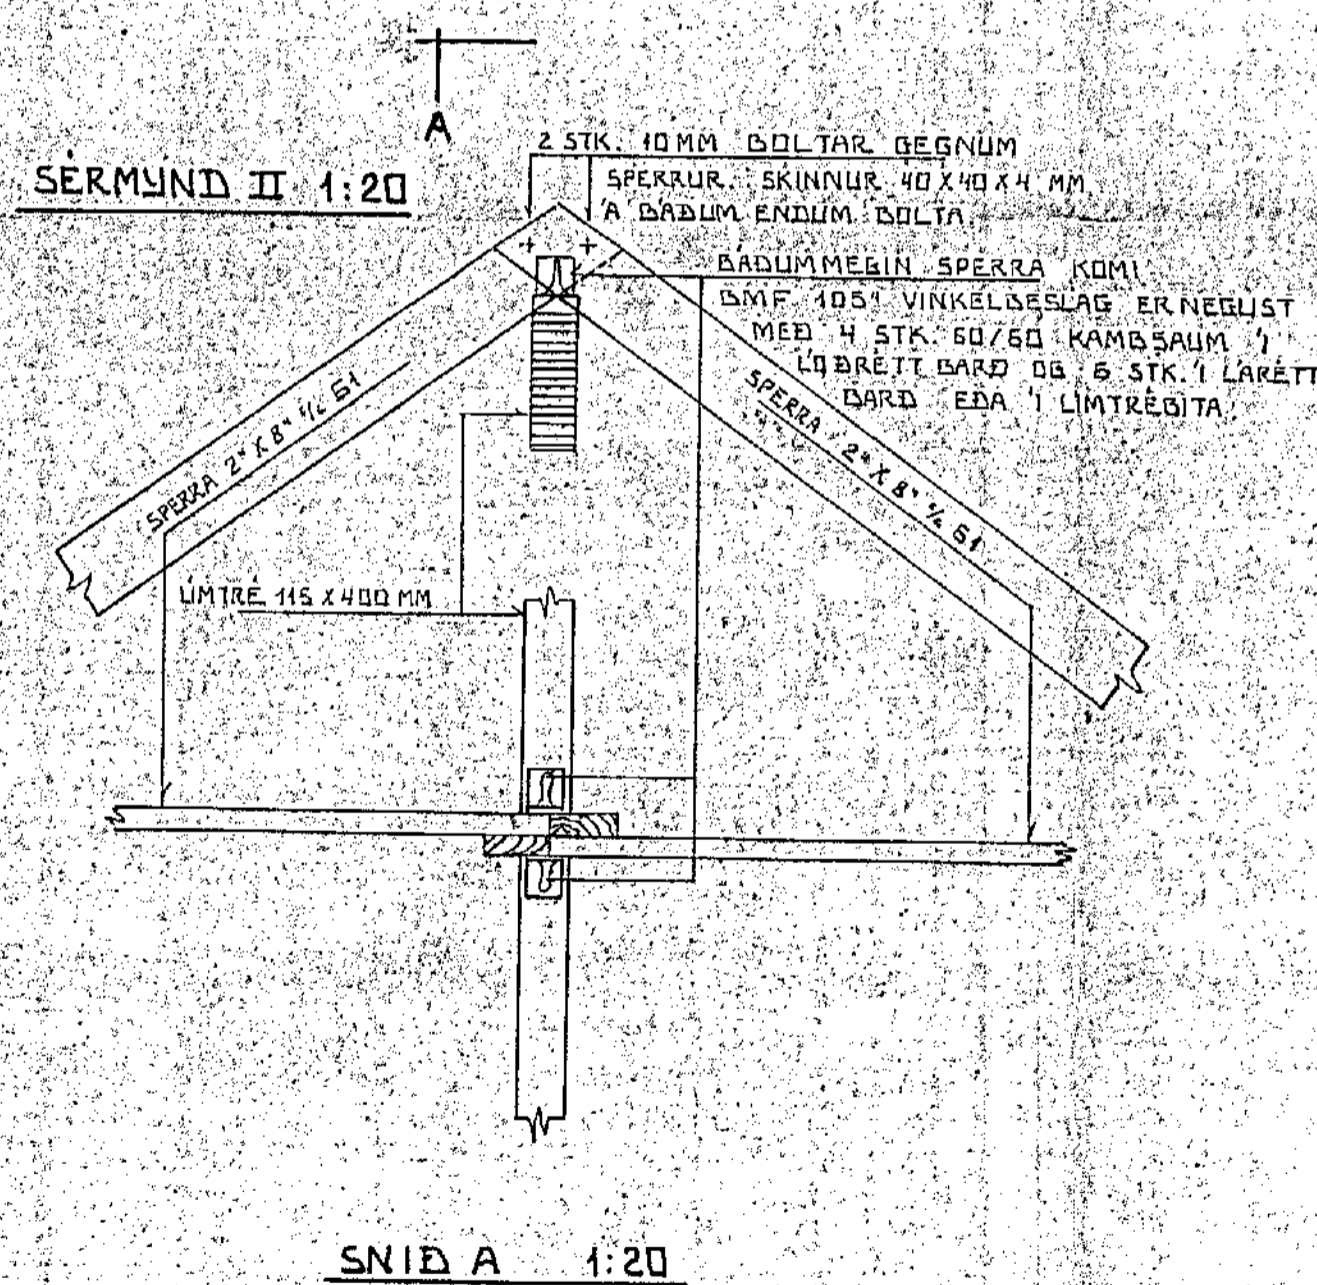 A
SÉRMYND II 1:20
2 STK. 10 MM BOLTAR GEGNUM
SPERRUR. SKINNUR 40 X 40 X 4 MM.
Á BÁÐUM ENDUM BOLTA.
BÁÐUMMEGIN SPERRA KOMI
BMF 105 VINKELBESLAG ER NEGLIST
MEÐ 4 STK. 60/60 KAMBSAUM Í
LÓÐRÉTT BARÐ OG 6 STK. Í LÁRÉTT
BARÐ EÐA Í LÍMTRÉBITA.
SPERRA 2" X 8" c/c 61
SPERRA 2" X 8" c/c 61
LÍMTRÉ 115 X 400 MM
SNIÐ A 1:20